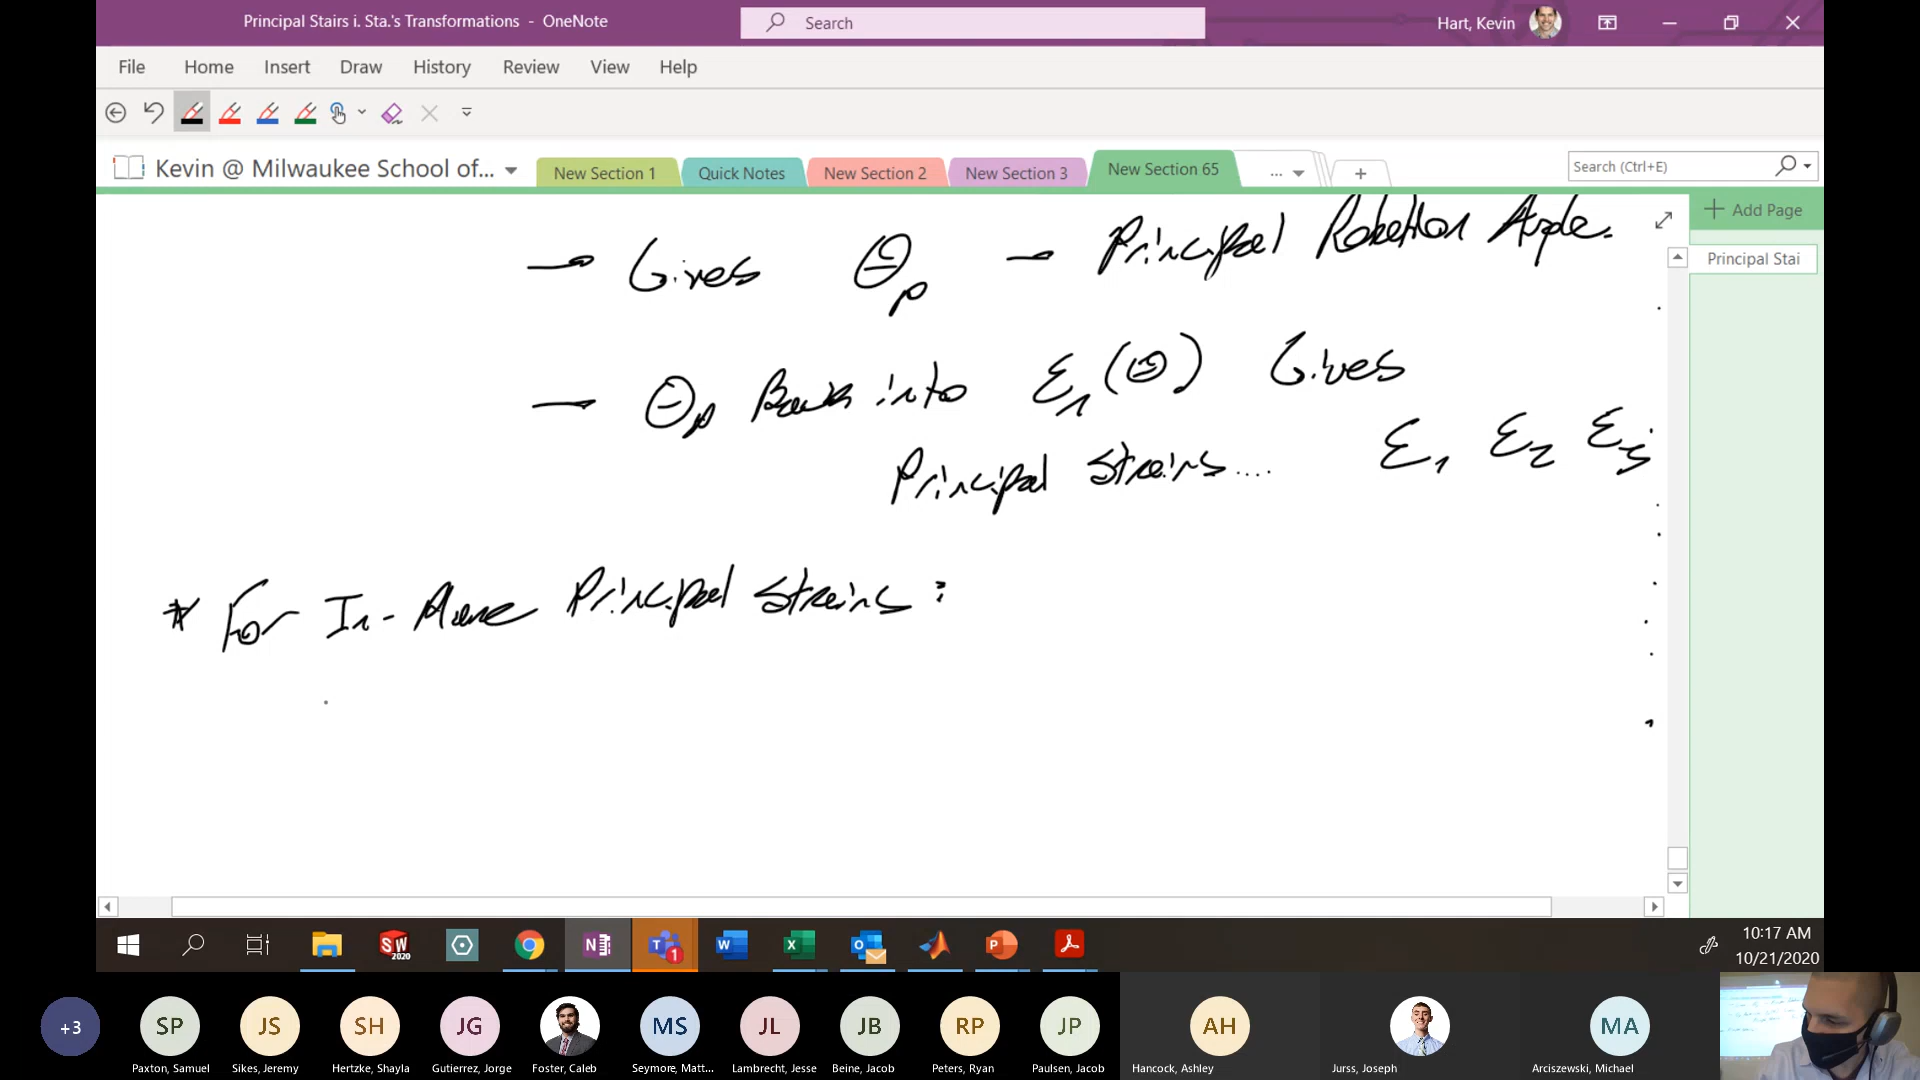 Principal Stairs i. Sta.'s Transformations - OneNote
Search
Hart, Kevin
File Home Insert Draw History Review View Help
Kevin @ Milwaukee School of...
New Section 1
Quick Notes
New Section 2
New Section 3
New Section 65
...
Search (Ctrl+E)
Add Page
Principal Stai
→ Gives Θp → Principal Rotation Angle.
→ Θp Back into ε1(Θ) Gives
Principal Strains.... ε1 ε2 ε3
* For In-Plane Principal Strains:
SW
2020
1
10:17 AM
10/21/2020
+3
SP JS SH JG MS JL JB RP JP AH MA
Paxton, Samuel
Sikes, Jeremy
Hertzke, Shayla
Gutierrez, Jorge
Foster, Caleb
Seymore, Matt...
Lambrecht, Jesse
Beine, Jacob
Peters, Ryan
Paulsen, Jacob
Hancock, Ashley
Jurss, Joseph
Arciszewski, Michael